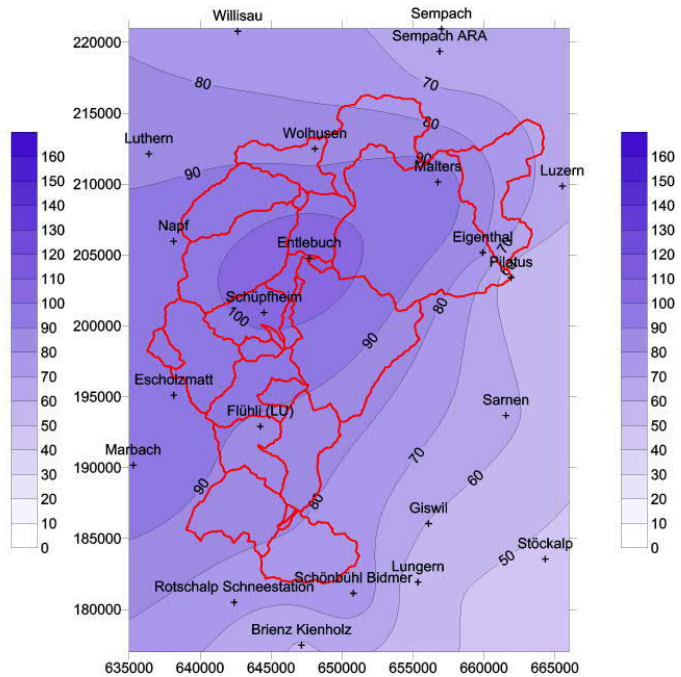 Willisau
Sempach
220000
Sempach ARA
80
70
215000
80
Luthern
Wolhusen
90
90
Malters
Luzern
210000
Napf
Eigenthal
70
205000
Entlebuch
Pilatus
60
Schüpfheim
100
80
200000
90
Escholzmatt
195000
Flühli (LU)
Sarnen
Marbach
70
60
190000
90
80
Giswil
185000
50
Stöckalp
Rotschalp Schneestation
Schönbühl Bidmer
Lungern
180000
Brienz Kienholz
635000 640000 645000 650000 655000 660000 665000
160
150
140
130
120
110
100
90
80
70
60
50
40
30
20
10
0
160
150
140
130
120
110
100
90
80
70
60
50
40
30
20
10
0